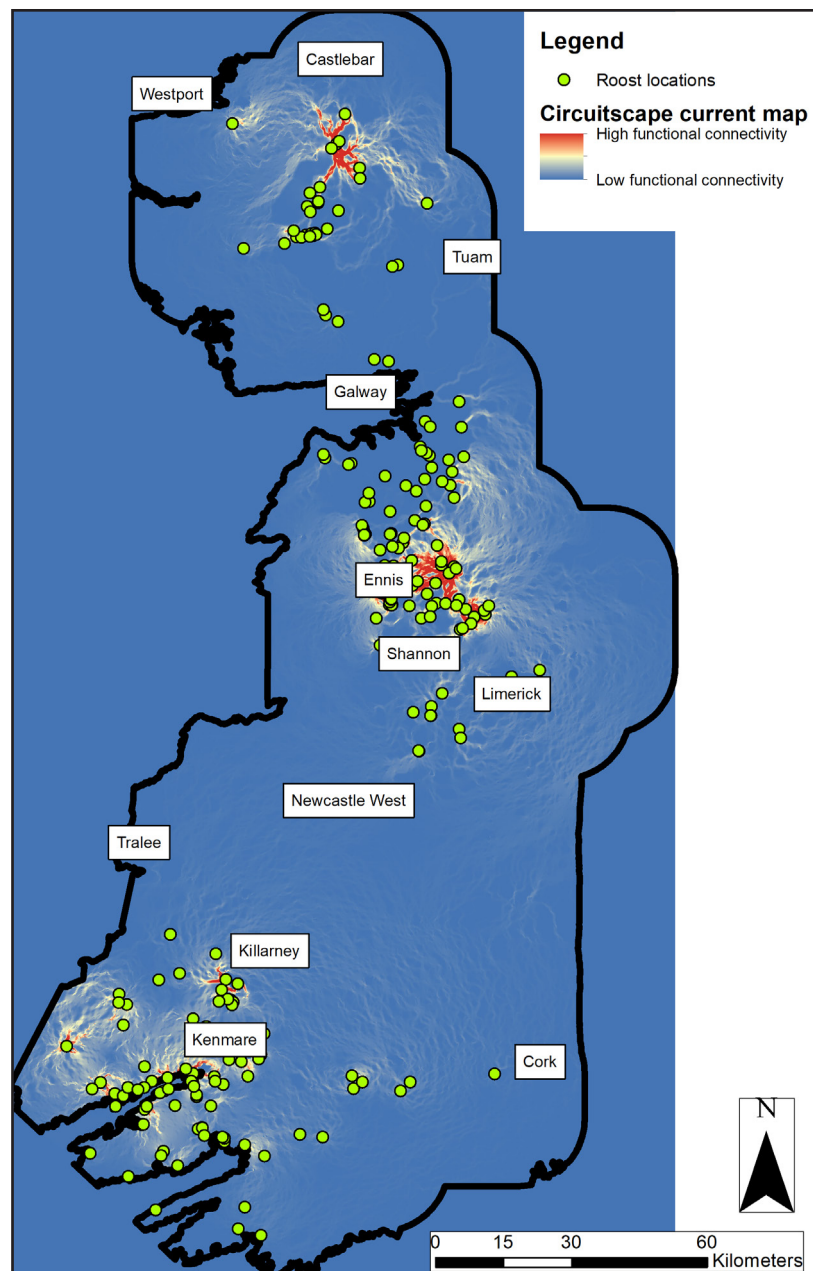 Legend
Roost locations
Circuitscape current map
High functional connectivity
Low functional connectivity
Castlebar
Westport
Tuam
Galway
Ennis
Shannon
Limerick
Newcastle West
Tralee
Killarney
Kenmare
Cork
N
0 15 30 60
Kilometers